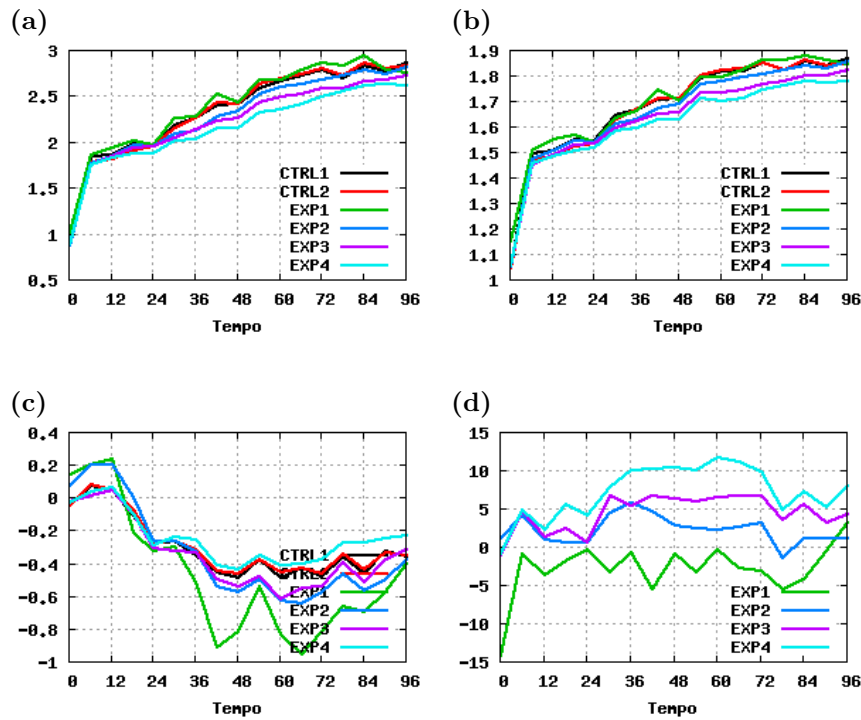 (a)
3
2.5
2
1.5
1
0.5
CTRL1
CTRL2
EXP1
EXP2
EXP3
EXP4
0 12 24 36 48 60 72 84 96
Tempo
(b)
1.9
1.8
1.7
1.6
1.5
1.4
1.3
1.2
1.1
1
CTRL1
CTRL2
EXP1
EXP2
EXP3
EXP4
0 12 24 36 48 60 72 84 96
Tempo
(c)
0.4
0.2
0
-0.2
-0.4
-0.6
-0.8
-1
CTRL1
CTRL2
EXP1
EXP2
EXP3
EXP4
0 12 24 36 48 60 72 84 96
Tempo
(d)
15
10
5
0
-5
-10
-15
EXP1
EXP2
EXP3
EXP4
0 12 24 36 48 60 72 84 96
Tempo